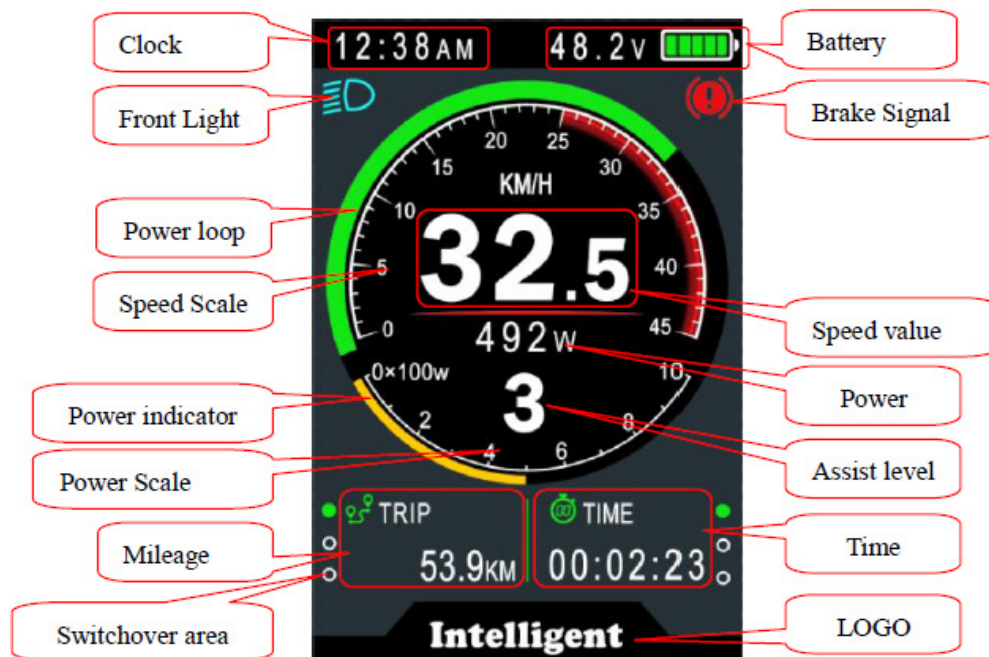 Clock
12:38AM
48.2V
Battery
Front Light
Brake Signal
20
25
15
30
KM/H
10
35
Power loop
32.5
5
40
Speed Scale
0
45
Speed value
492W
0×100w
10
Power
Power indicator
3
2
8
4
6
Power Scale
Assist level
TRIP
TIME
Mileage
53.9KM
00:02:23
Time
Switchover area
Intelligent
LOGO